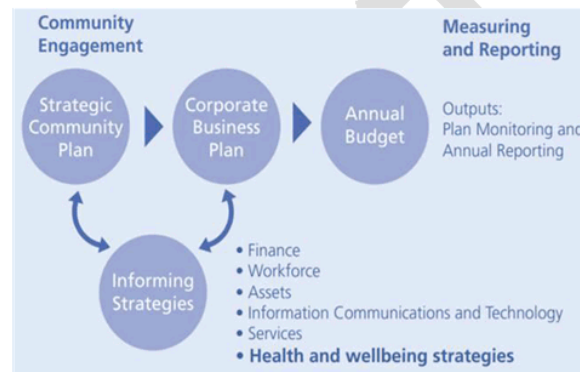 Community
Engagement
Measuring
and Reporting
Strategic
Community
Plan
Corporate
Business
Plan
Annual
Budget
Outputs:
Plan Monitoring and
Annual Reporting
Informing
Strategies
• Finance
• Workforce
• Assets
• Information Communications and Technology
• Services
• Health and wellbeing strategies